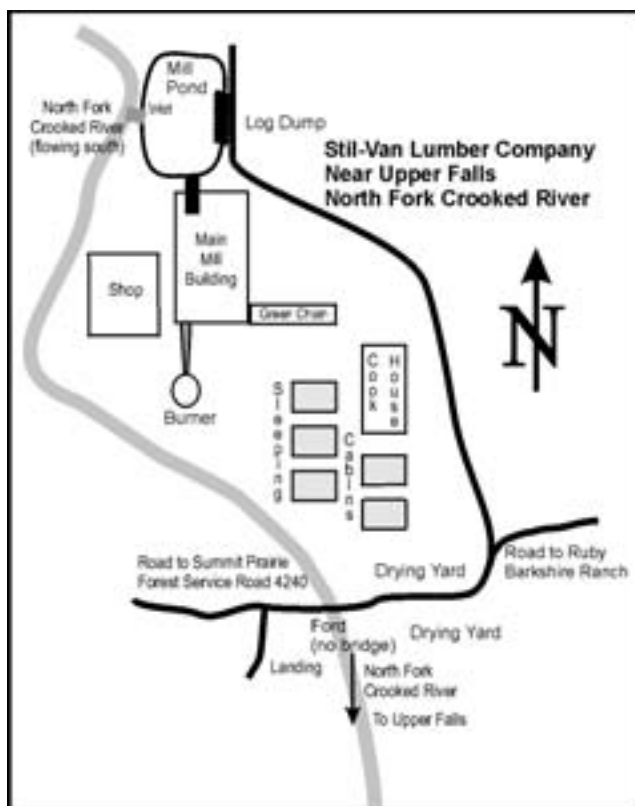 Mill
Pond
Inlet
North Fork
Crooked River
(flowing south)
Log Dump
Stil-Van Lumber Company
Near Upper Falls
North Fork Crooked River
Main
Mill
Building
Shop
Green Chain
N
Burner
Cook
House
Sleeping
Cabins
Road to Summit Prairie
Forest Service Road 4240
Drying Yard
Road to Ruby
Barkshire Ranch
Ford
(no bridge)
Drying Yard
Landing
North Fork
Crooked River
To Upper Falls